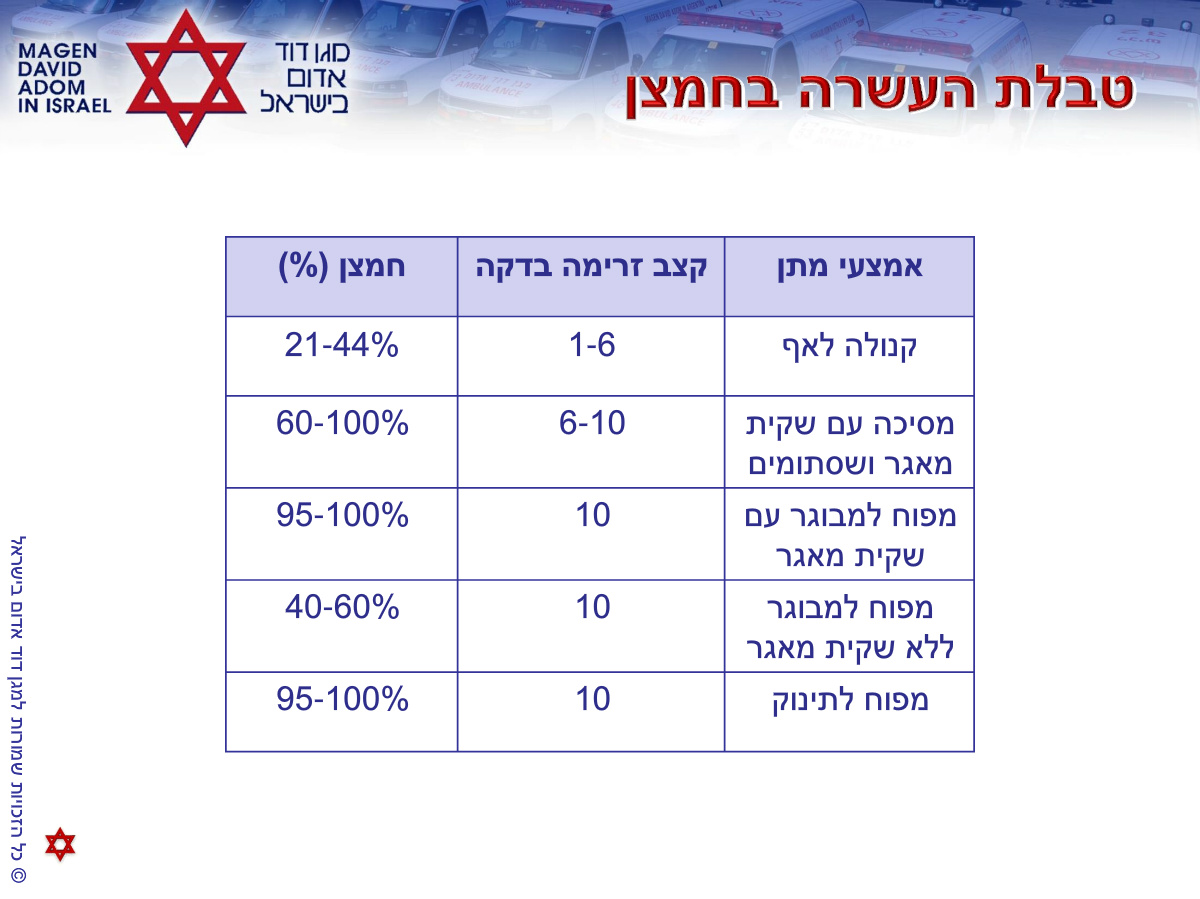 MAGEN
DAVID
ADOM
IN ISRAEL
מגן דוד
אדום
בישראל
טבלת העשרה בחמצן
אמצעי מתן קצב זרימה בדקה חמצן (%)
קנולה לאף 1-6 21-44%
מסיכה עם שקית
מאגר ושסתומים 6-10 60-100%
מפוח למבוגר עם
שקית מאגר 10 95-100%
מפוח למבוגר
ללא שקית מאגר 10 40-60%
מפוח לתינוק 10 95-100%
© כל הזכויות שמורות למגן דוד אדום בישראל